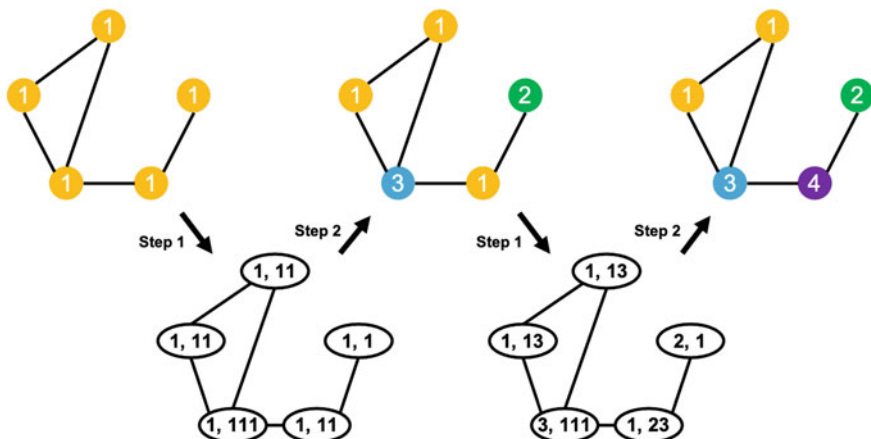 1 1 1
1 1 1 2 1 2
1 1 3 1 3 4
Step 1 Step 2 Step 1 Step 2
1, 11 1, 13
1, 11 1, 1 1, 13 2, 1
1, 111 1, 11 3, 111 1, 23